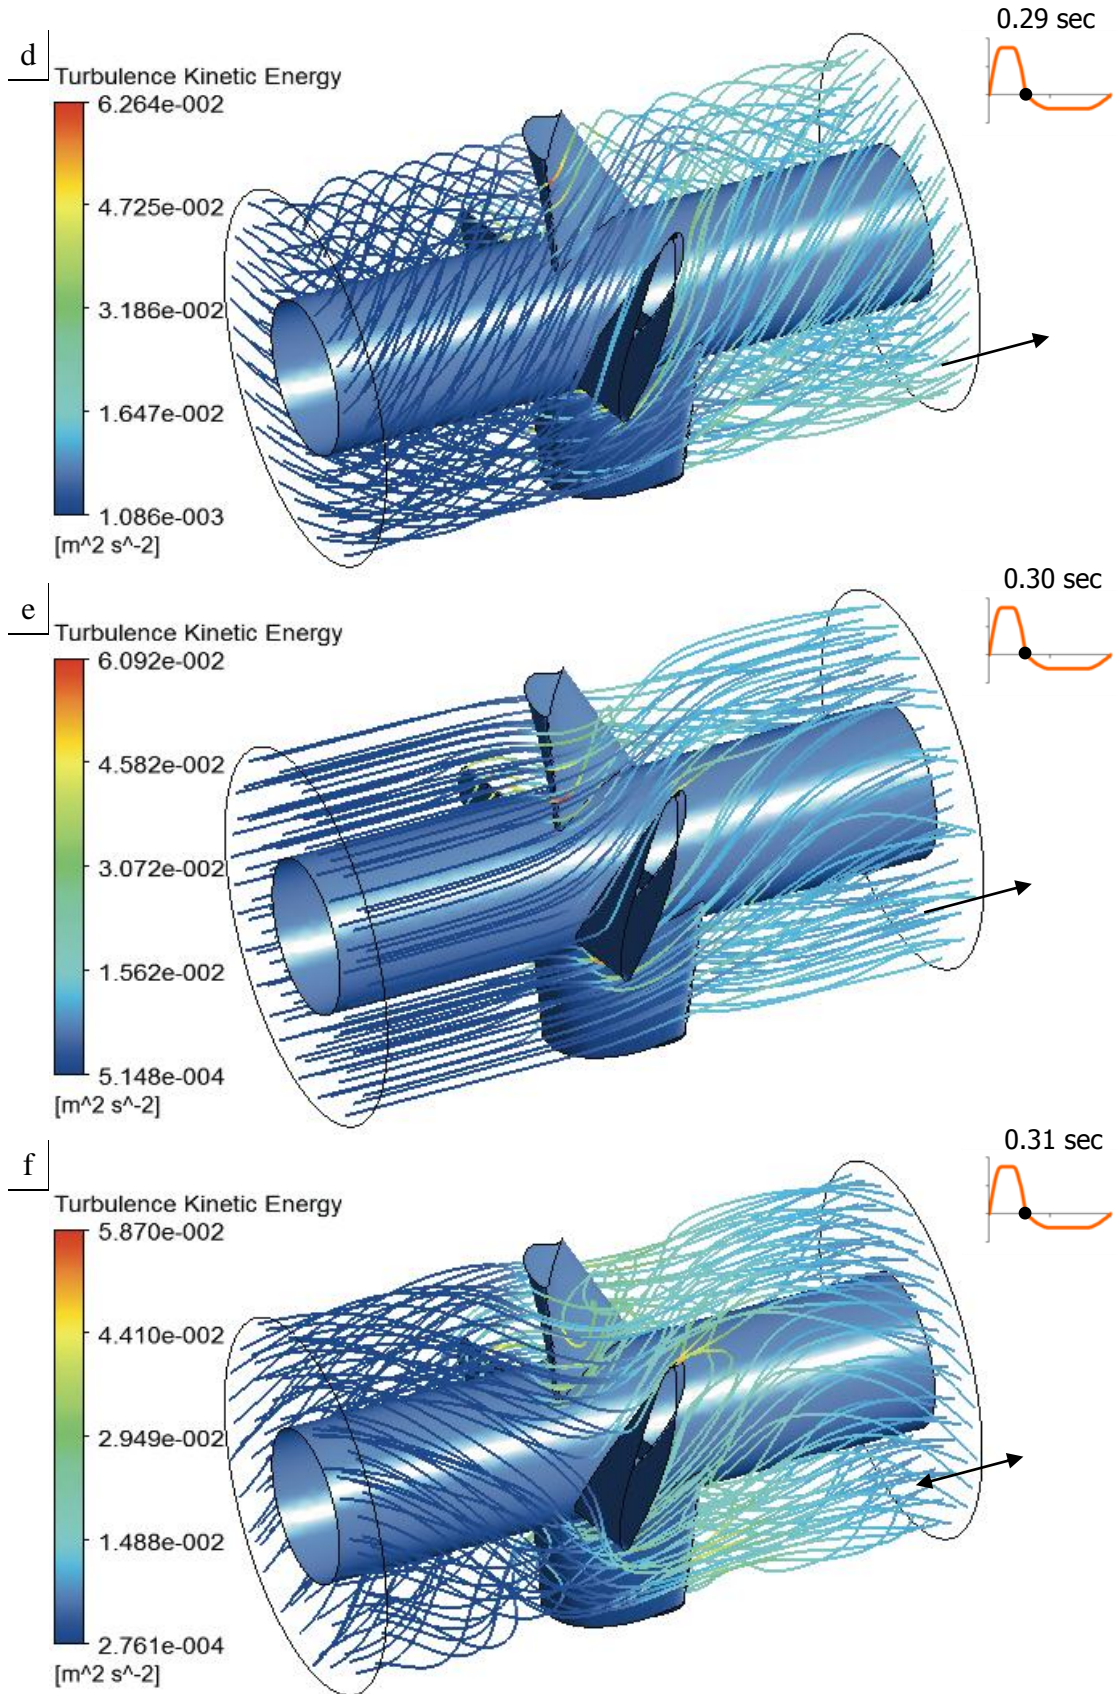 d
0.29 sec
Turbulence Kinetic Energy
6.264e-002
4.725e-002
3.186e-002
1.647e-002
1.086e-003
[m^2 s^-2]
e
0.30 sec
Turbulence Kinetic Energy
6.092e-002
4.582e-002
3.072e-002
1.562e-002
5.148e-004
[m^2 s^-2]
f
0.31 sec
Turbulence Kinetic Energy
5.870e-002
4.410e-002
2.949e-002
1.488e-002
2.761e-004
[m^2 s^-2]